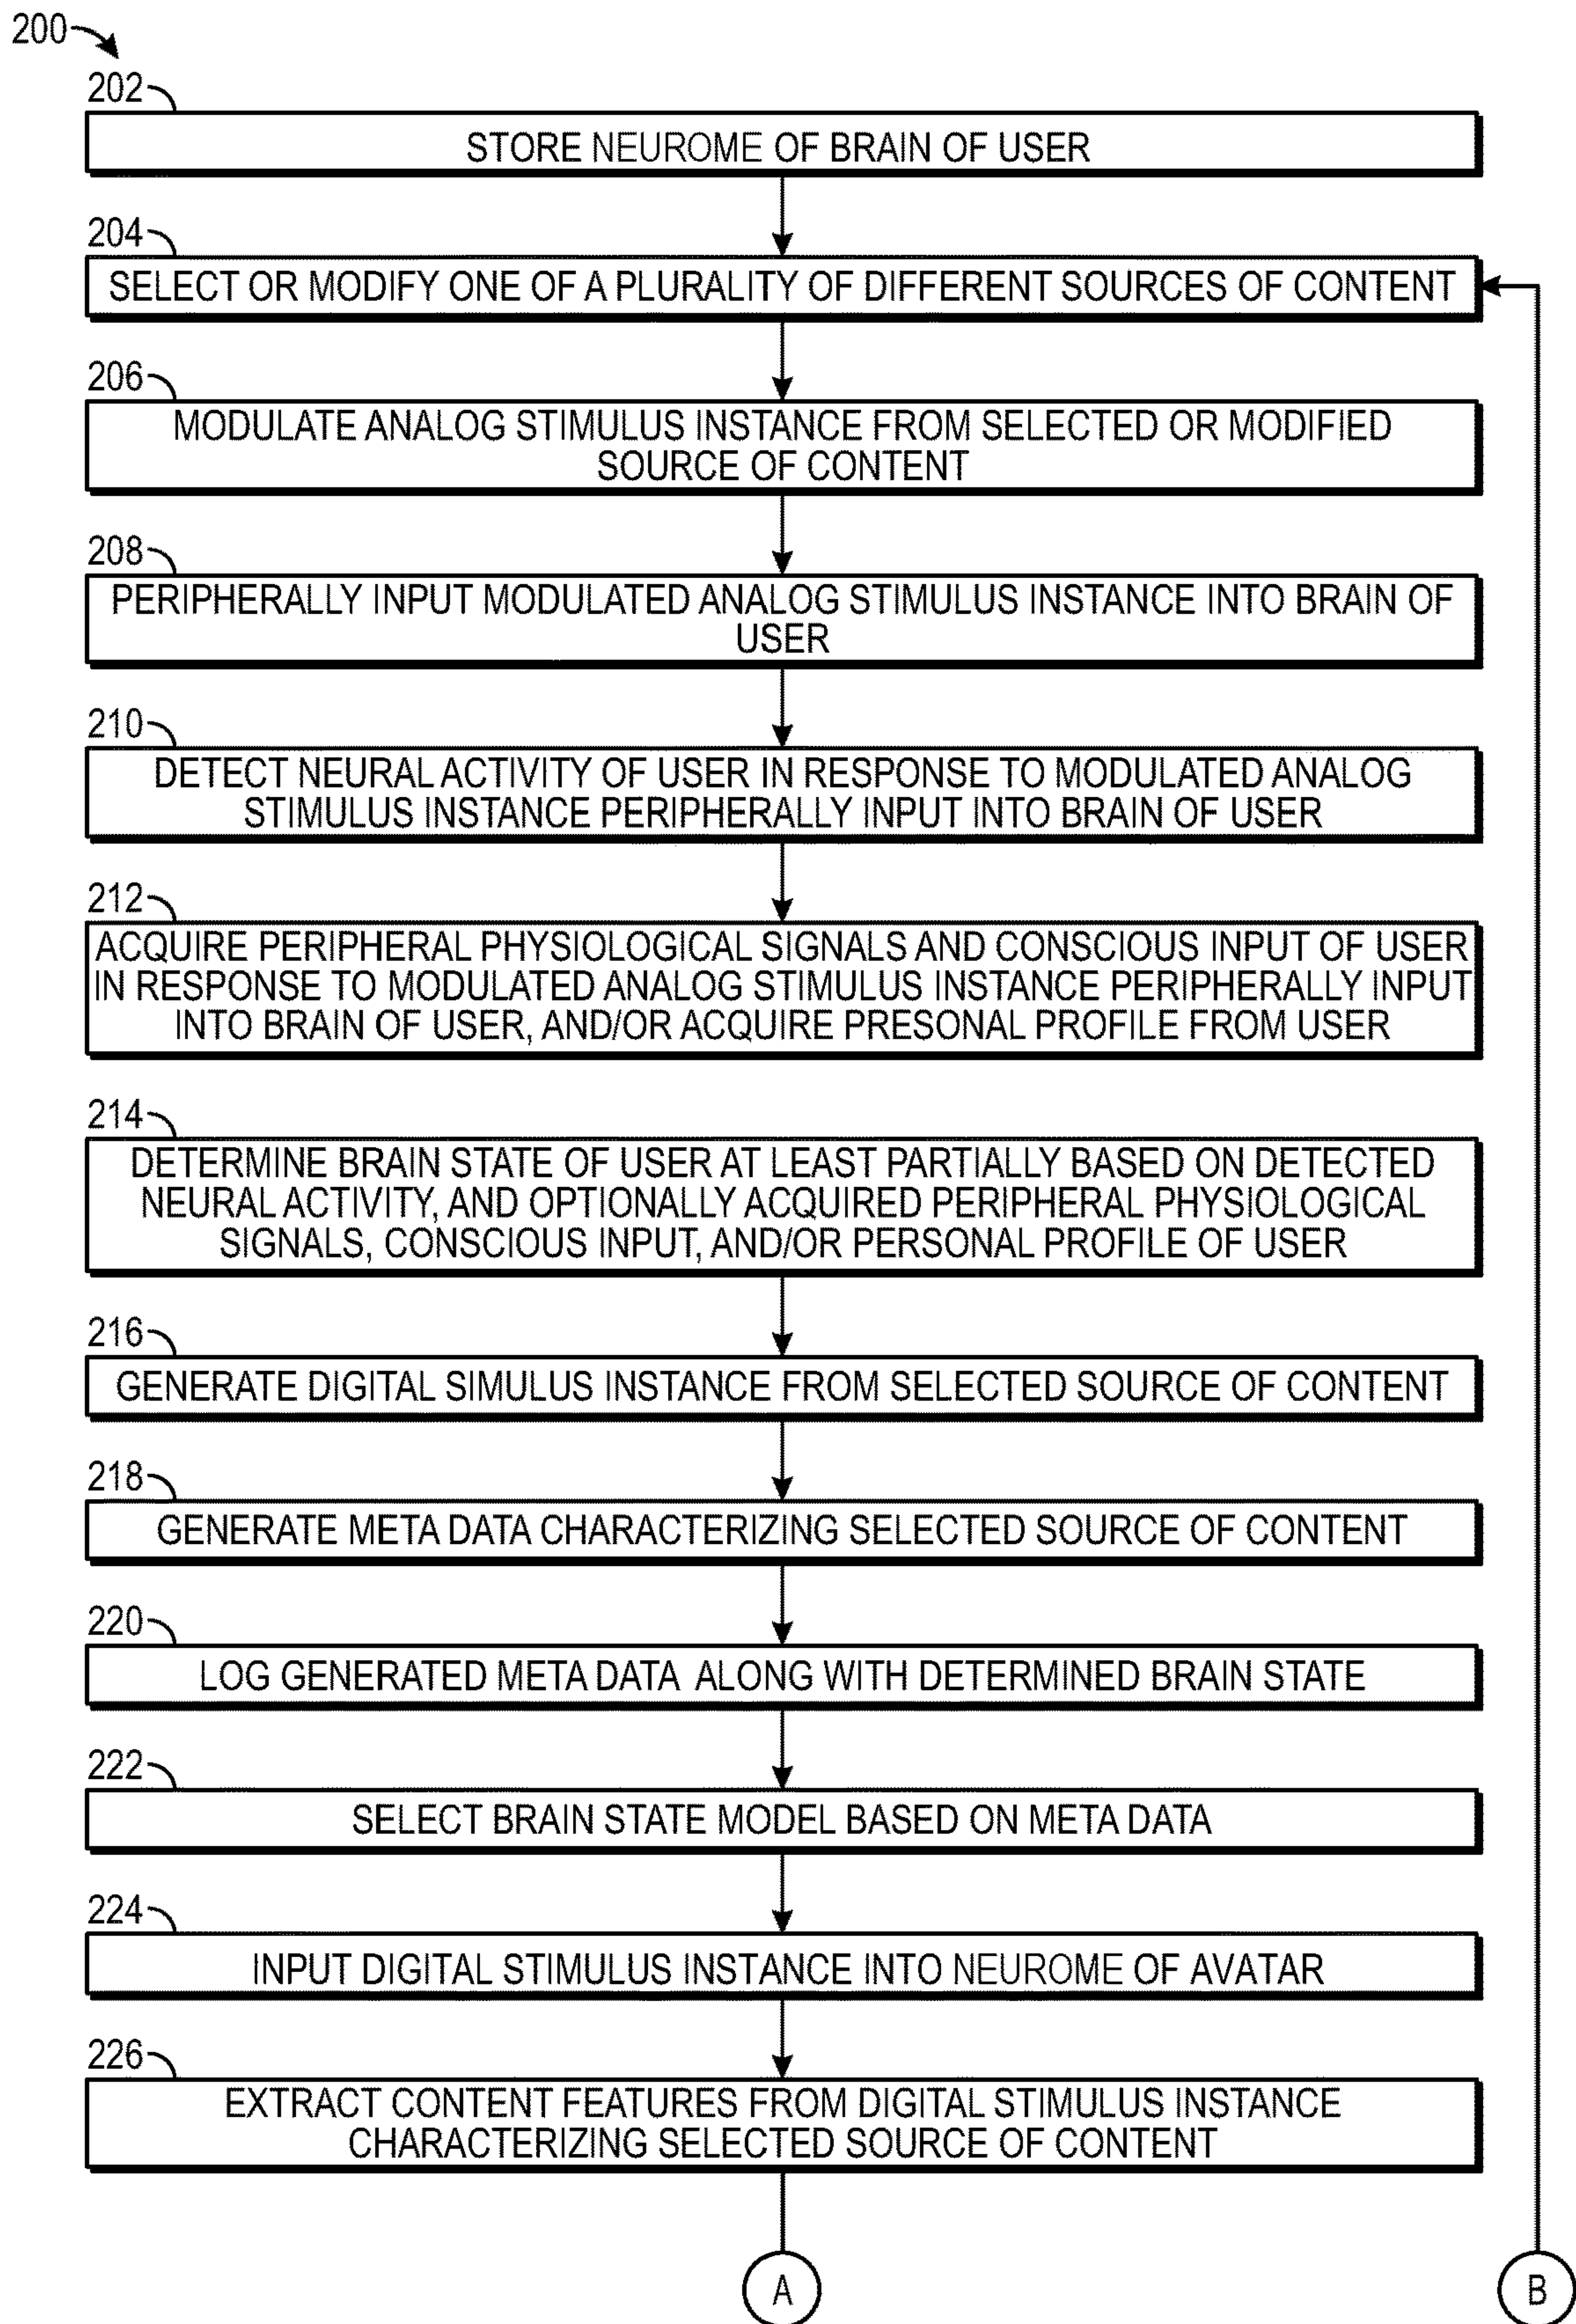 200
202
STORE NEUROME OF BRAIN OF USER
204
SELECT OR MODIFY ONE OF A PLURALITY OF DIFFERENT SOURCES OF CONTENT
206
MODULATE ANALOG STIMULUS INSTANCE FROM SELECTED OR MODIFIED
SOURCE OF CONTENT
208
PERIPHERALLY INPUT MODULATED ANALOG STIMULUS INSTANCE INTO BRAIN OF
USER
210
DETECT NEURAL ACTIVITY OF USER IN RESPONSE TO MODULATED ANALOG
STIMULUS INSTANCE PERIPHERALLY INPUT INTO BRAIN OF USER
212
ACQUIRE PERIPHERAL PHYSIOLOGICAL SIGNALS AND CONSCIOUS INPUT OF USER
IN RESPONSE TO MODULATED ANALOG STIMULUS INSTANCE PERIPHERALLY INPUT
INTO BRAIN OF USER, AND/OR ACQUIRE PRESONAL PROFILE FROM USER
214
DETERMINE BRAIN STATE OF USER AT LEAST PARTIALLY BASED ON DETECTED
NEURAL ACTIVITY, AND OPTIONALLY ACQUIRED PERIPHERAL PHYSIOLOGICAL
SIGNALS, CONSCIOUS INPUT, AND/OR PERSONAL PROFILE OF USER
216
GENERATE DIGITAL SIMULUS INSTANCE FROM SELECTED SOURCE OF CONTENT
218
GENERATE META DATA CHARACTERIZING SELECTED SOURCE OF CONTENT
220
LOG GENERATED META DATA ALONG WITH DETERMINED BRAIN STATE
222
SELECT BRAIN STATE MODEL BASED ON META DATA
224
INPUT DIGITAL STIMULUS INSTANCE INTO NEUROME OF AVATAR
226
EXTRACT CONTENT FEATURES FROM DIGITAL STIMULUS INSTANCE
CHARACTERIZING SELECTED SOURCE OF CONTENT
A
B